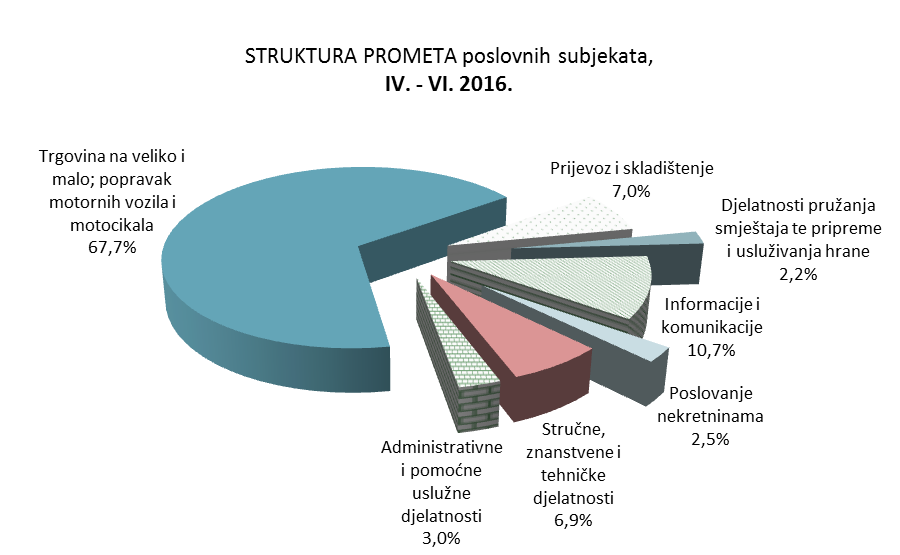 STRUKTURA PROMETA poslovnih subjekata,
IV. - VI. 2016.
Trgovina na veliko i
malo; popravak
motornih vozila i
motocikala
67,7%
Prijevoz i skladištenje
7,0%
Djelatnosti pružanja
smještaja te pripreme
i usluživanja hrane
2,2%
Informacije i
komunikacije
10,7%
Poslovanje
nekretninama
2,5%
Stručne,
znanstvene i
tehničke
djelatnosti
6,9%
Administrativne
i pomoćne
uslužne
djelatnosti
3,0%